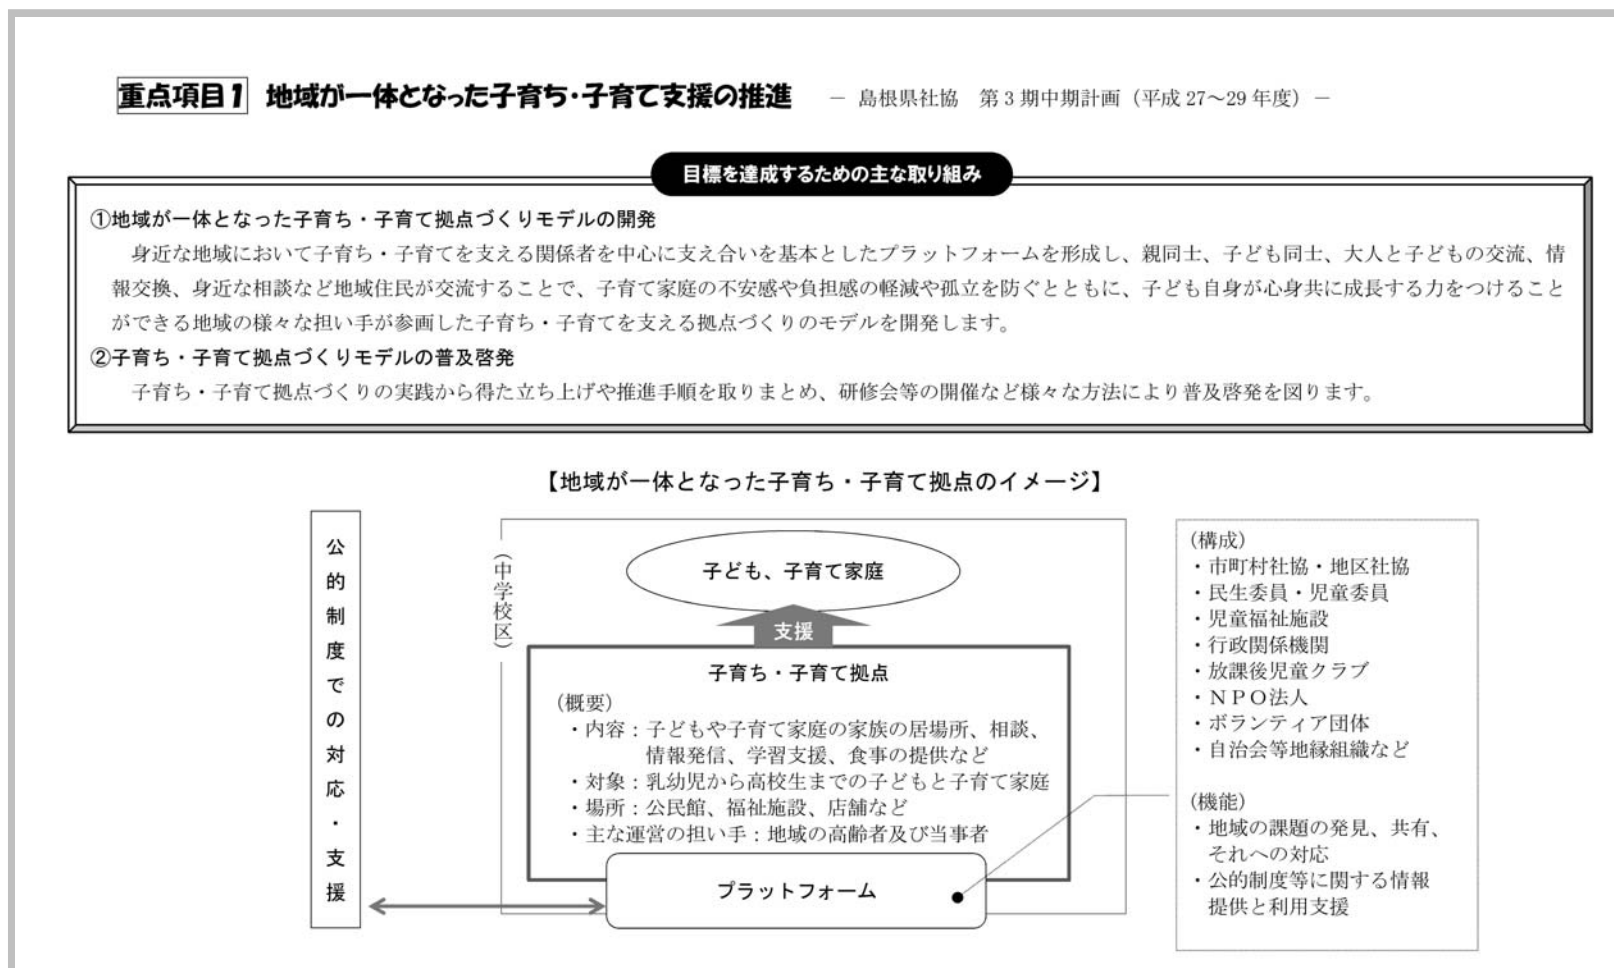 重点項目1 地域が一体となった子育ち・子育て支援の推進 － 島根県社協 第3期中期計画（平成27～29年度）－
目標を達成するための主な取り組み
①地域が一体となった子育ち・子育て拠点づくりモデルの開発
身近な地域において子育ち・子育てを支える関係者を中心に支え合いを基本としたプラットフォームを形成し、親同士、子ども同士、大人と子どもの交流、情
報交換、身近な相談など地域住民が交流することで、子育て家庭の不安感や負担感の軽減や孤立を防ぐとともに、子ども自身が心身共に成長する力をつけること
ができる地域の様々な担い手が参画した子育ち・子育てを支える拠点づくりのモデルを開発します。
②子育ち・子育て拠点づくりモデルの普及啓発
子育ち・子育て拠点づくりの実践から得た立ち上げや推進手順を取りまとめ、研修会等の開催など様々な方法により普及啓発を図ります。
【地域が一体となった子育ち・子育て拠点のイメージ】
公的制度での対応・支援
（中学校区）
子ども、子育て家庭
支援
子育ち・子育て拠点
（概要）
・内容：子どもや子育て家庭の家族の居場所、相談、
情報発信、学習支援、食事の提供など
・対象：乳幼児から高校生までの子どもと子育て家庭
・場所：公民館、福祉施設、店舗など
・主な運営の担い手：地域の高齢者及び当事者
プラットフォーム
（構成）
・市町村社協・地区社協
・民生委員・児童委員
・児童福祉施設
・行政関係機関
・放課後児童クラブ
・ＮＰＯ法人
・ボランティア団体
・自治会等地縁組織など
（機能）
・地域の課題の発見、共有、
それへの対応
・公的制度等に関する情報
提供と利用支援